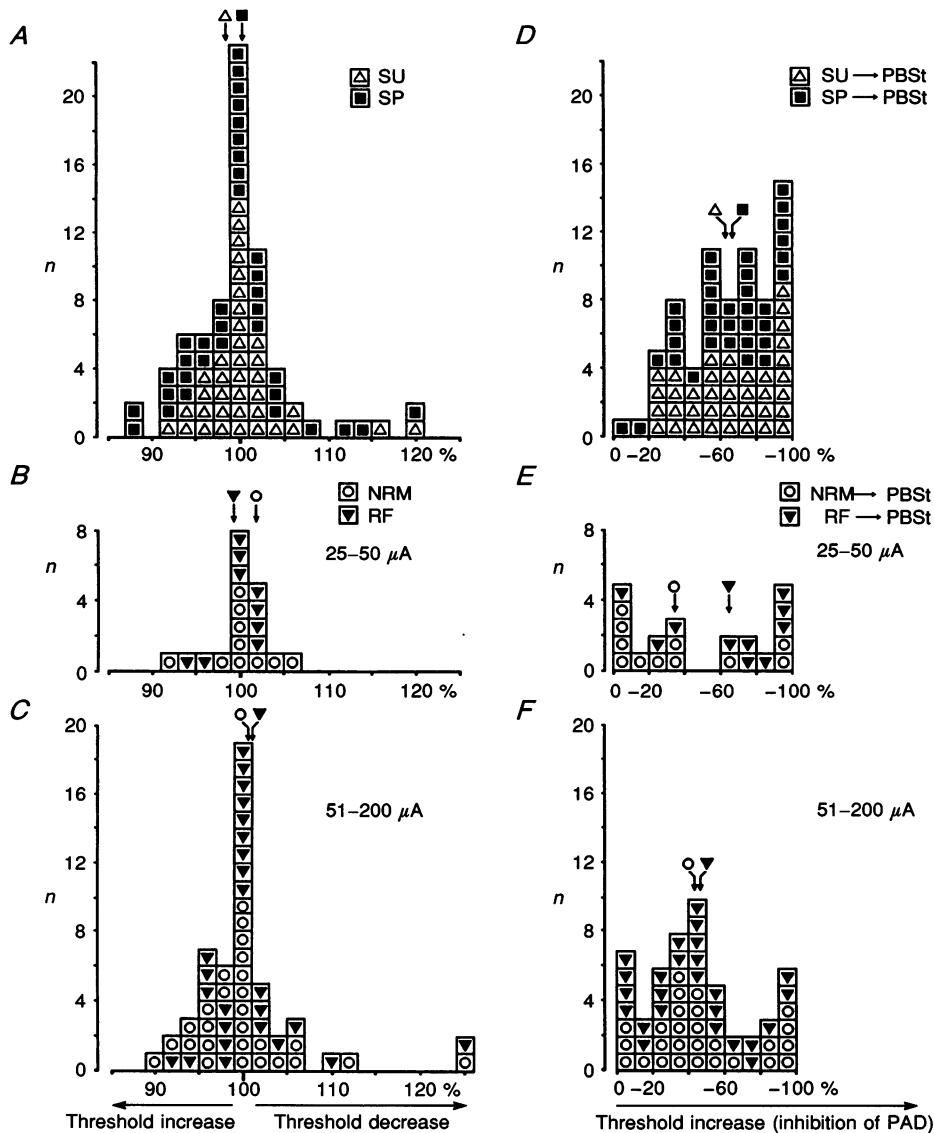 A
n
20
16
12
8
4
0
SU
SP
90 100 110 120 %
B
n
8
4
0
NRM
RF
25–50 μA
90 100 110 120 %
C
n
20
16
12
8
4
0
51–200 μA
90 100 110 120 %
Threshold increase Threshold decrease
D
n
20
16
12
8
4
0
SU → PBSt
SP → PBSt
0 -20 -60 -100 %
E
n
8
4
0
NRM → PBSt
RF → PBSt
25–50 μA
0 -20 -60 -100 %
F
n
20
16
12
8
4
0
51–200 μA
0 -20 -60 -100 %
Threshold increase (inhibition of PAD)